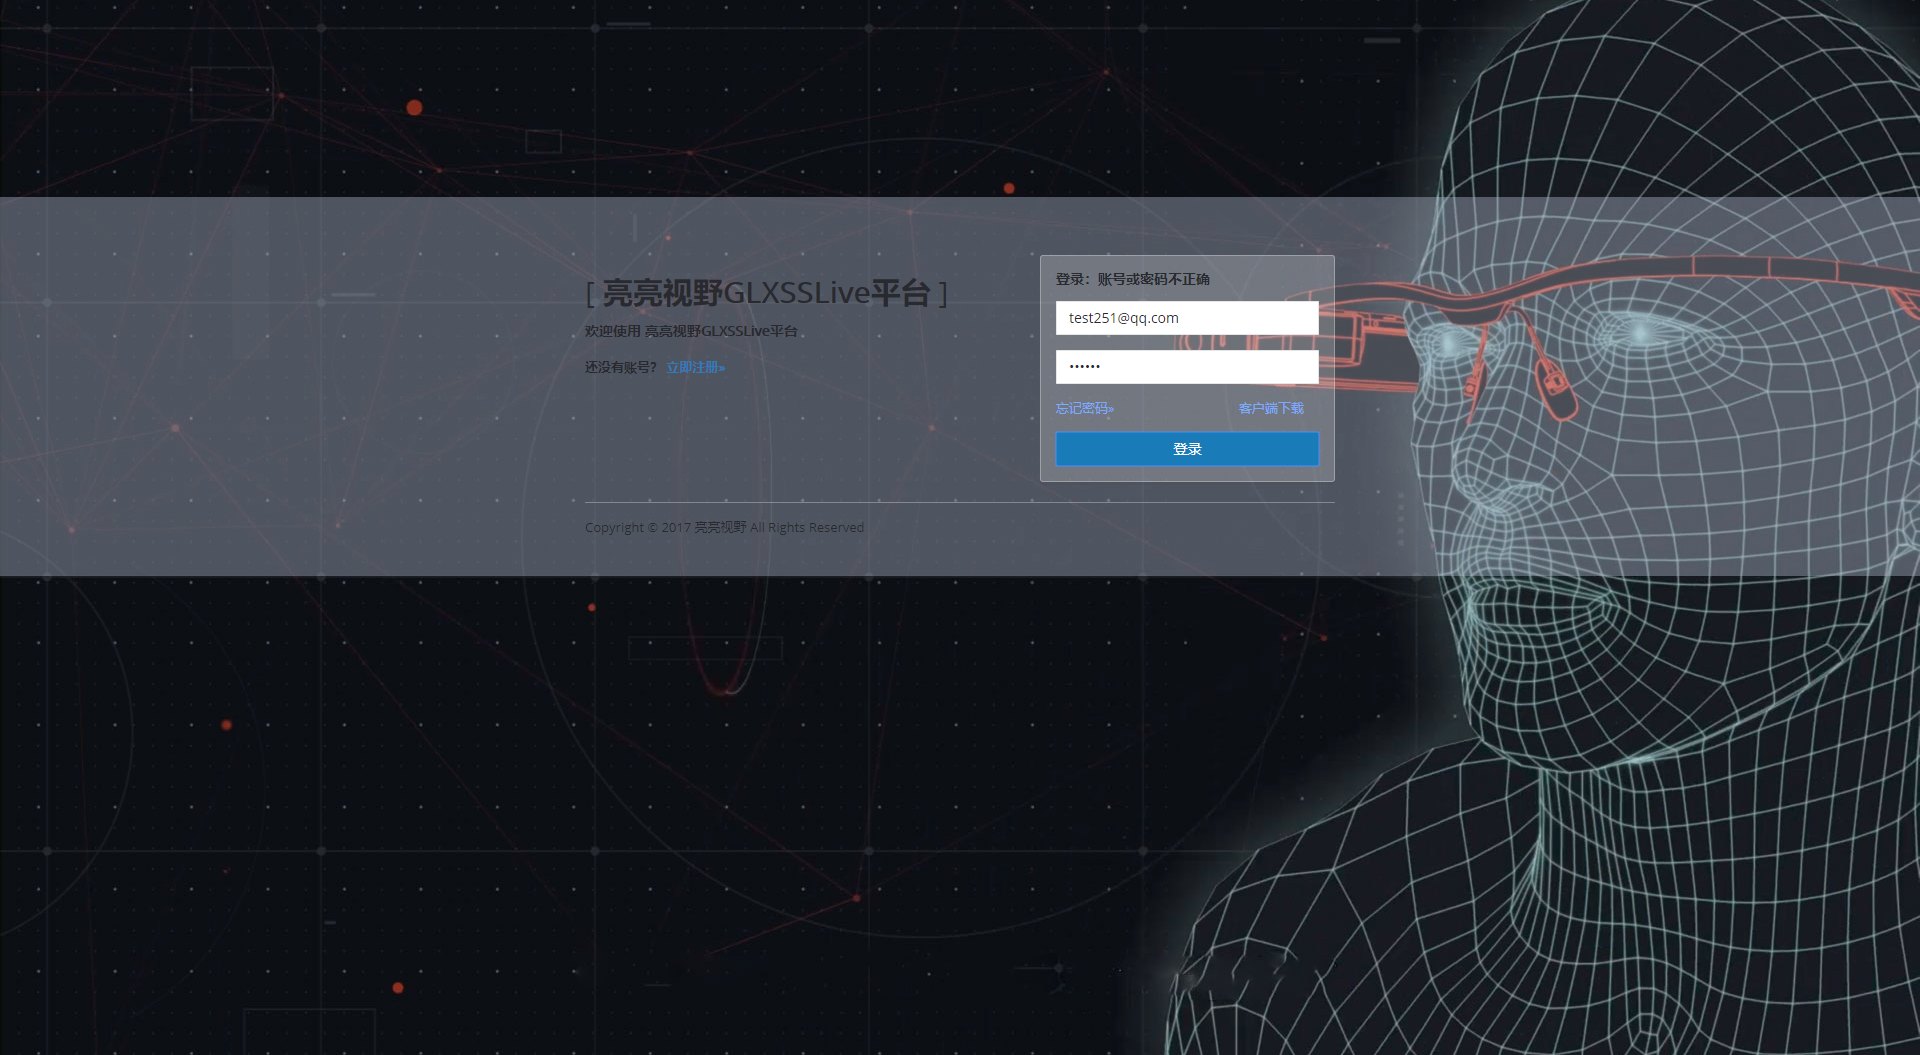 [ 亮亮视野GLXSSLive平台 ]
欢迎使用 亮亮视野GLXSSLive平台
还没有账号? 立即注册»
登录：账号或密码不正确
test251@qq.com
••••••
忘记密码»
客户端下载
登录
Copyright © 2017 亮亮视野 All Rights Reserved